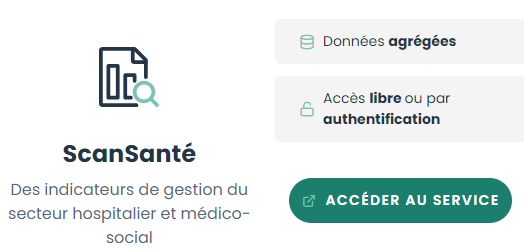 ScanSanté
Des indicateurs de gestion du
secteur hospitalier et médico-
social
Données agrégées
Accès libre ou par
authentification
ACCÉDER AU SERVICE